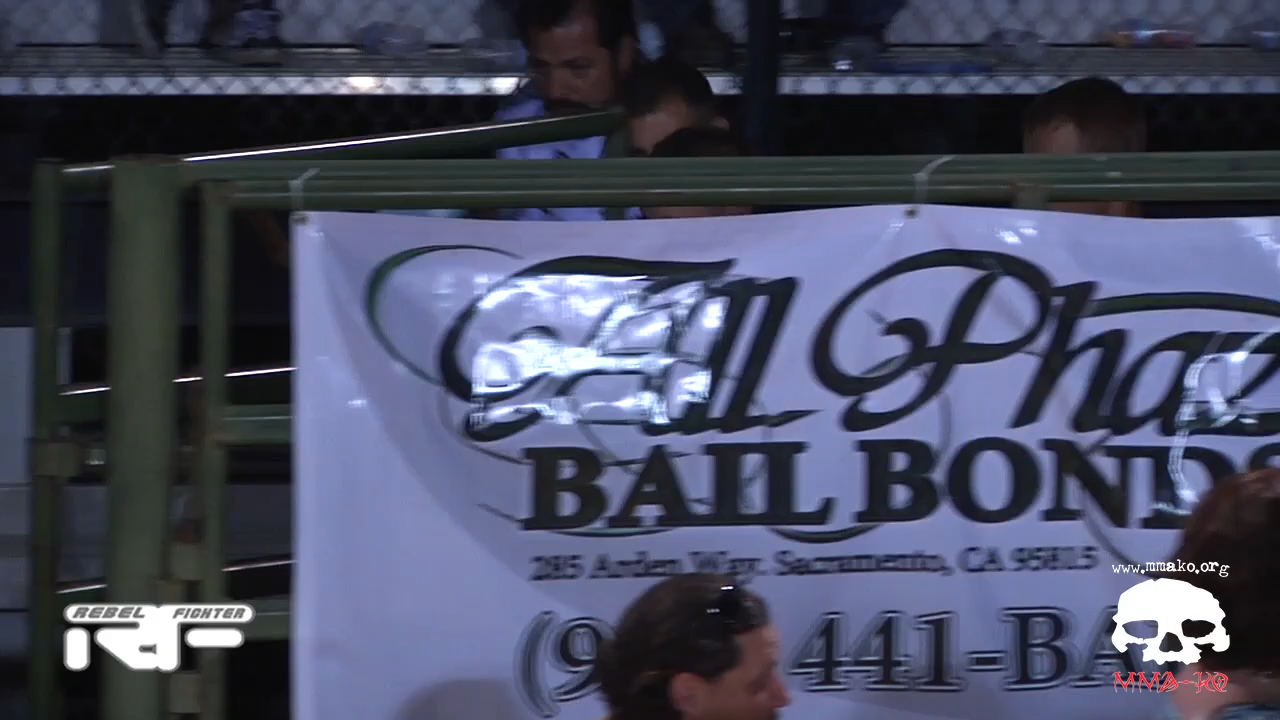 All Phaz
BAIL BONDS
285 Arden Way, Sacramento, CA 95815
(9 441-BA
www.mmako.org
REBEL FIGHTER
rf
MMA-KO